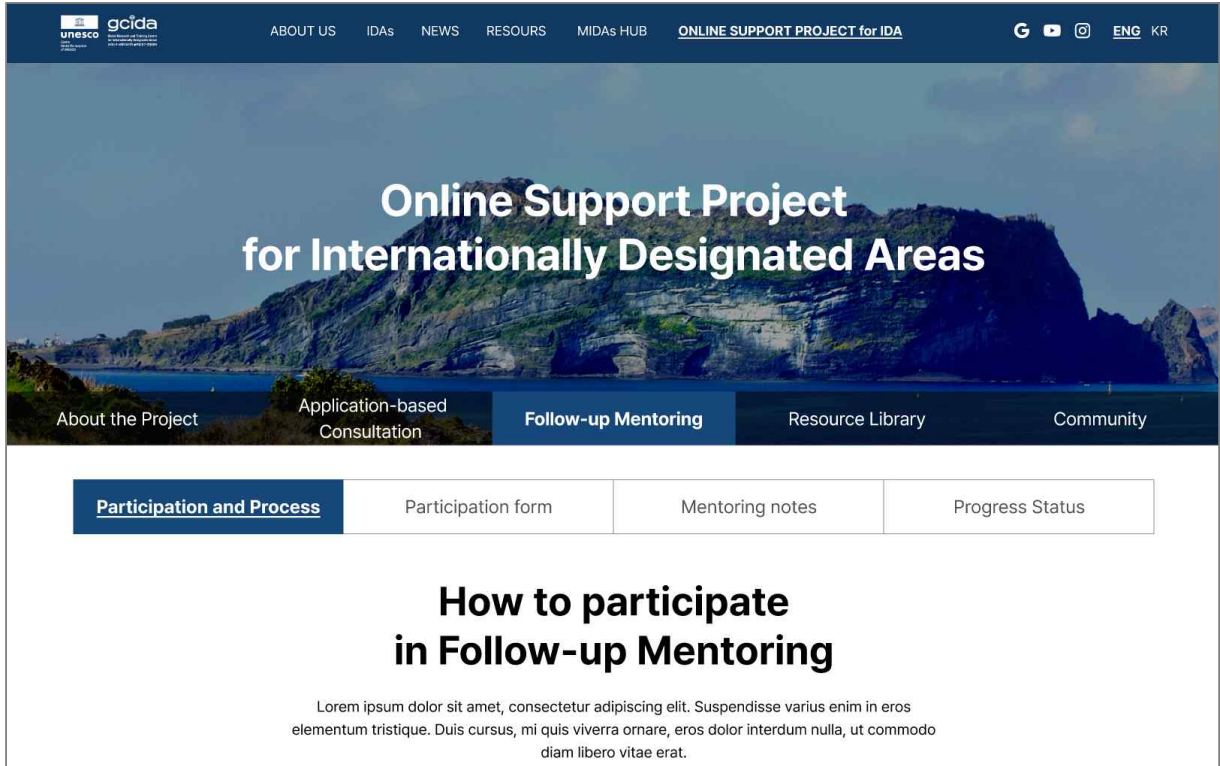 unesco
gcida
ABOUT US IDAs NEWS RESOURS MIDAs HUB ONLINE SUPPORT PROJECT for IDA ENG KR
Online Support Project
for Internationally Designated Areas
About the Project
Application-based
Consultation
Follow-up Mentoring
Resource Library
Community
Participation and Process Participation form Mentoring notes Progress Status
How to participate
in Follow-up Mentoring
Lorem ipsum dolor sit amet, consectetur adipiscing elit. Suspendisse varius enim in eros
elementum tristique. Duis cursus, mi quis viverra ornare, eros dolor interdum nulla, ut commodo
diam libero vitae erat.